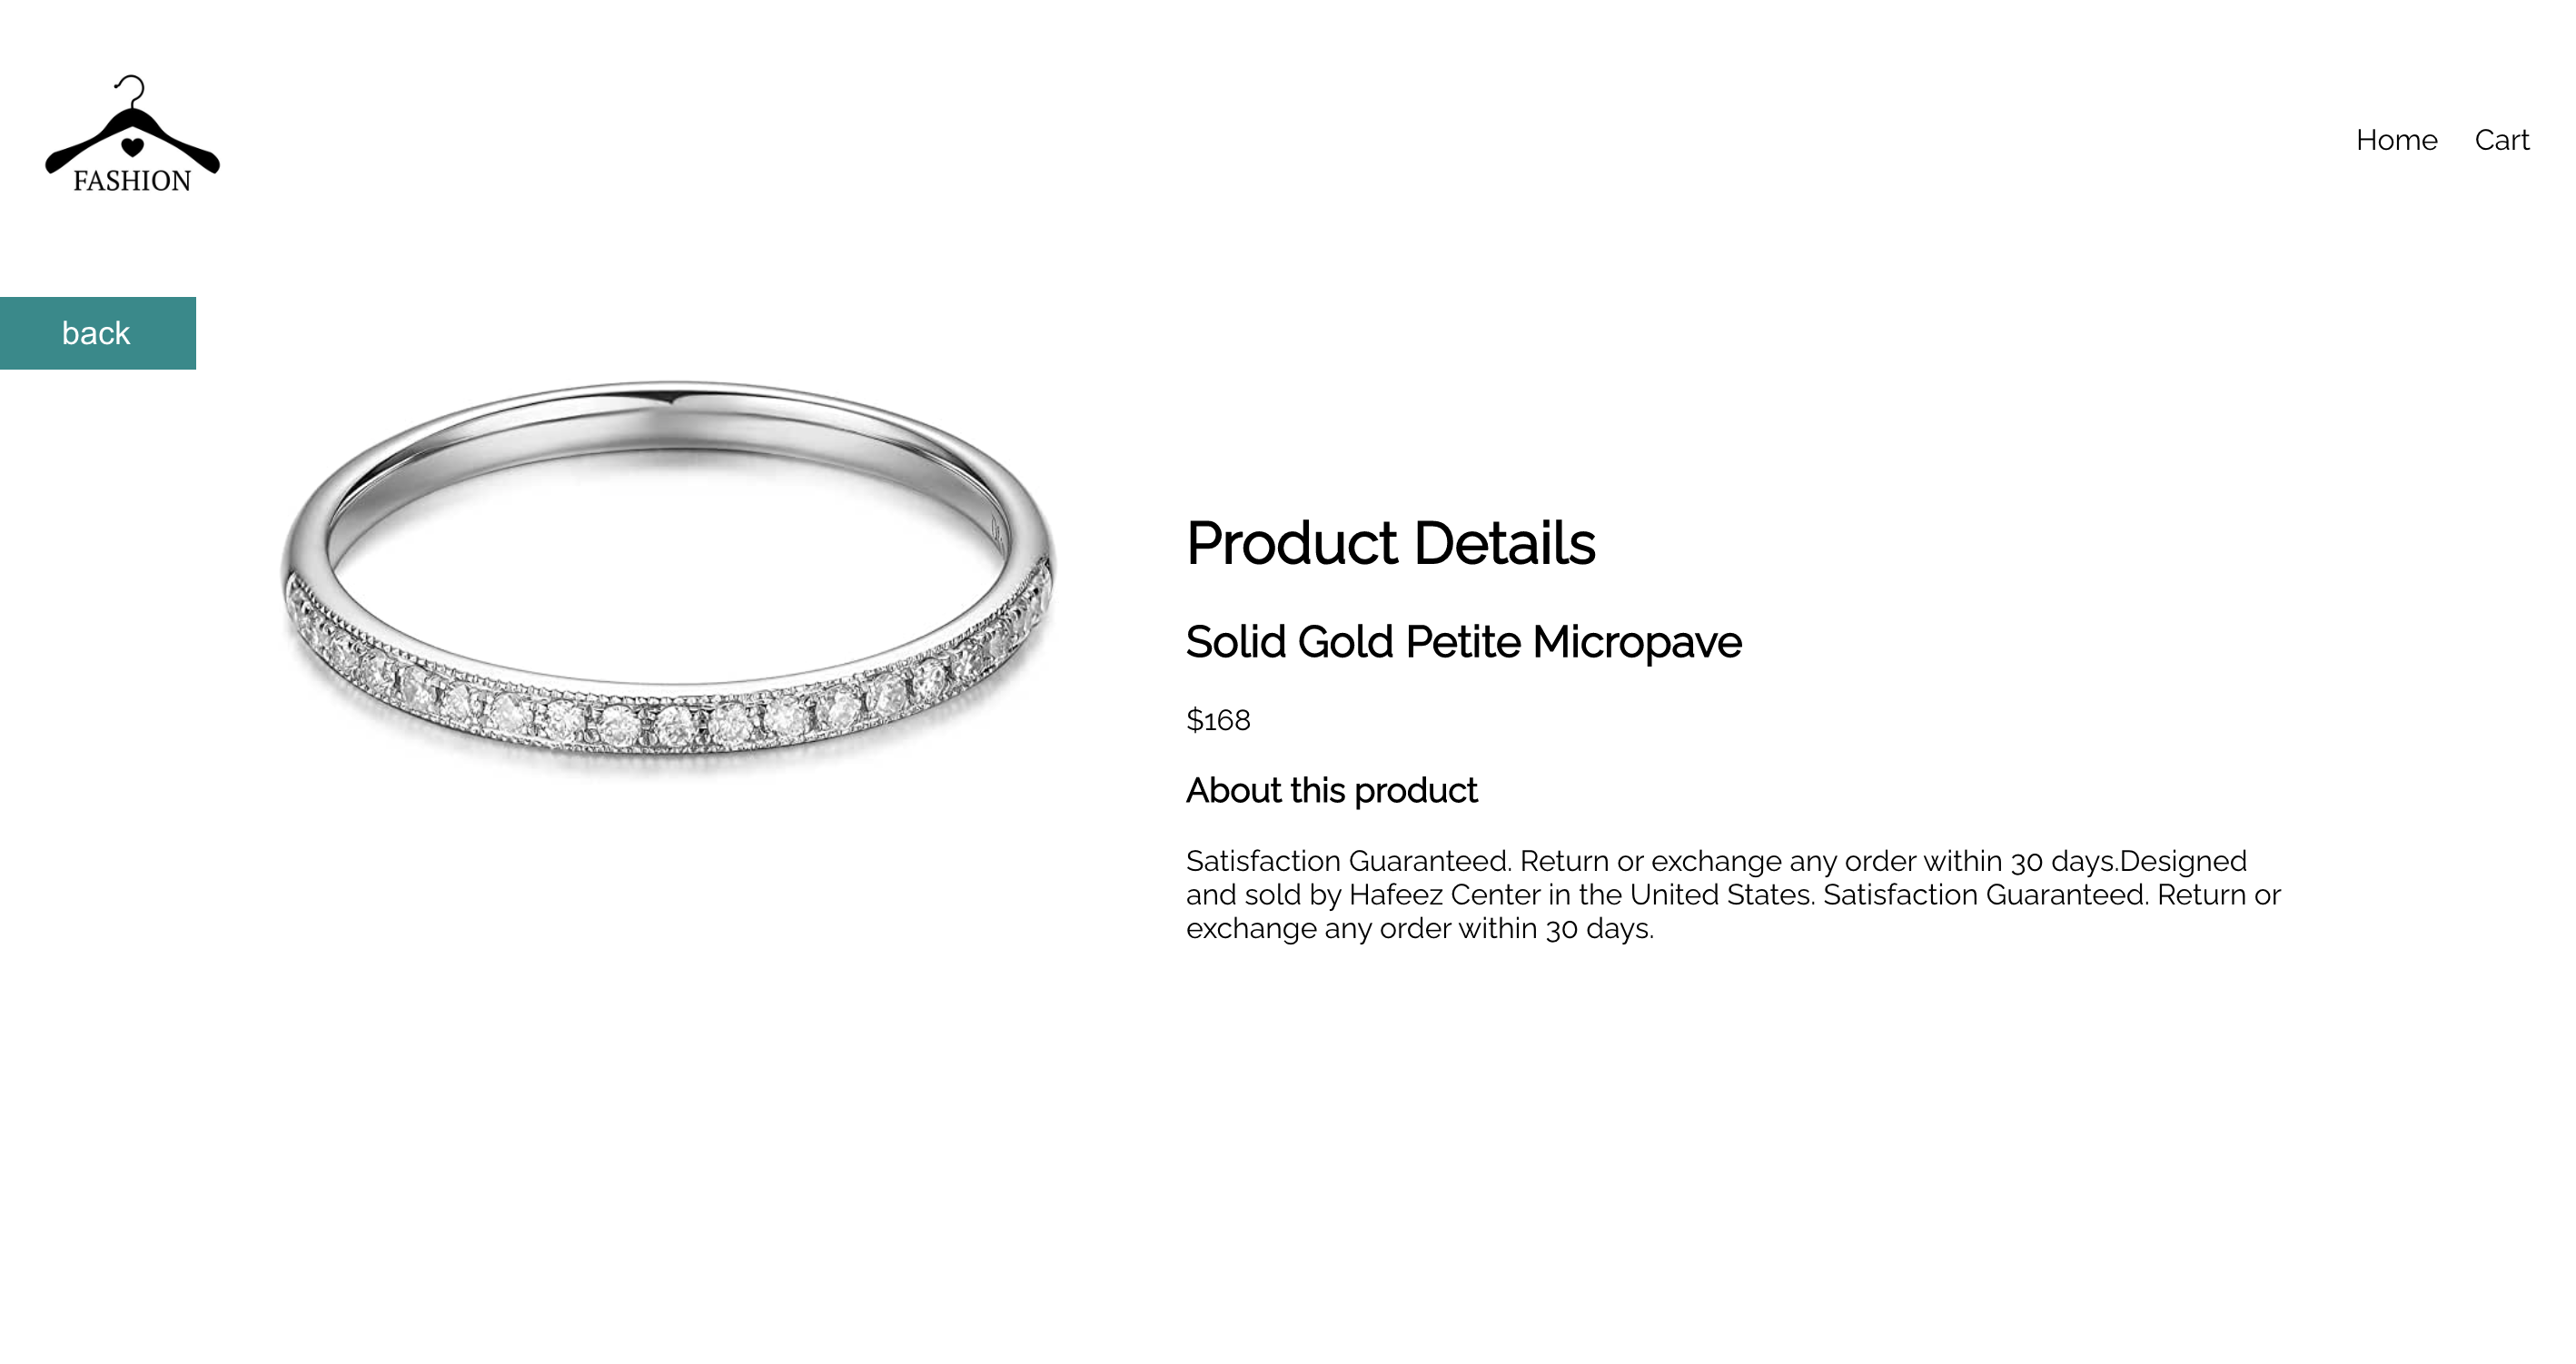 FASHION
Home Cart
back
Product Details
Solid Gold Petite Micropave
$168
About this product
Satisfaction Guaranteed. Return or exchange any order within 30 days.Designed
and sold by Hafeez Center in the United States. Satisfaction Guaranteed. Return or
exchange any order within 30 days.